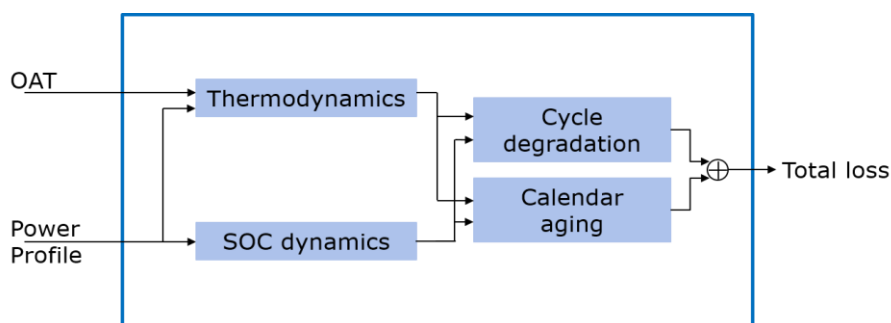 OAT
Thermodynamics
Cycle
degradation
Total loss
Calendar
aging
Power
Profile
SOC dynamics